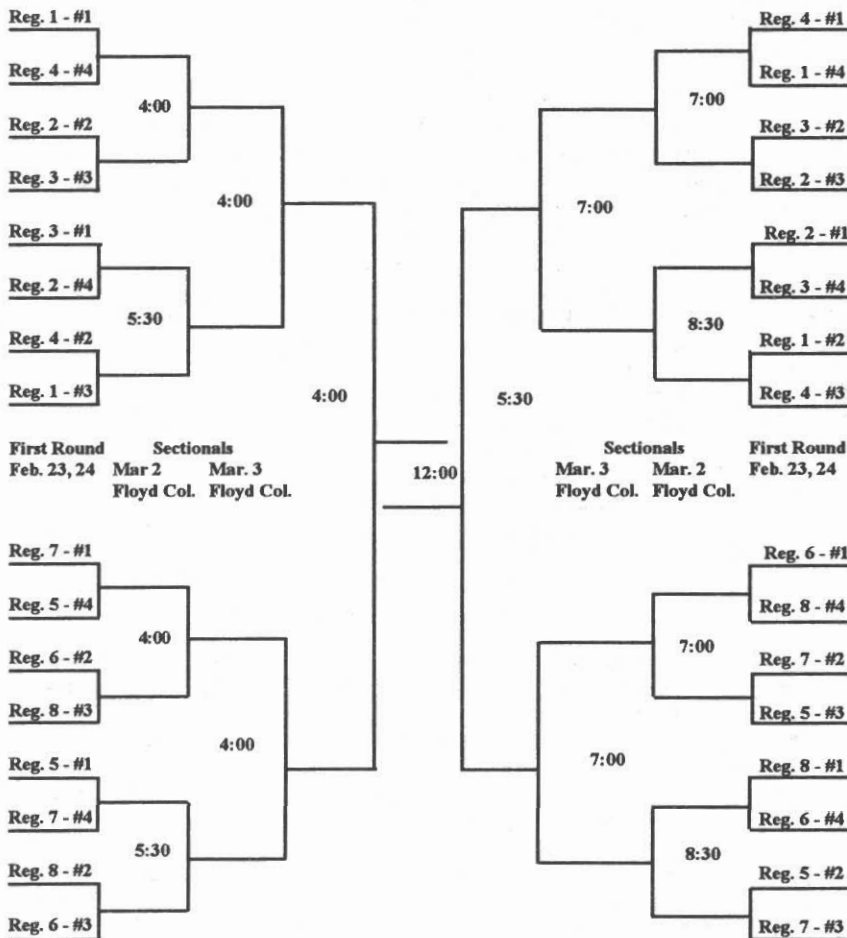 Reg. 1 - #1
Reg. 4 - #4
4:00
Reg. 2 - #2
Reg. 3 - #3
4:00
Reg. 3 - #1
Reg. 2 - #4
5:30
Reg. 4 - #2
Reg. 1 - #3
4:00
First Round Sectionals
Feb. 23, 24 Mar 2 Mar. 3
Floyd Col. Floyd Col.
Reg. 7 - #1
Reg. 5 - #4
4:00
Reg. 6 - #2
Reg. 8 - #3
4:00
Reg. 5 - #1
Reg. 7 - #4
5:30
Reg. 8 - #2
Reg. 6 - #3
12:00
Reg. 4 - #1
Reg. 1 - #4
7:00
Reg. 3 - #2
Reg. 2 - #3
7:00
Reg. 2 - #1
Reg. 3 - #4
8:30
Reg. 1 - #2
Reg. 4 - #3
5:30
Sectionals First Round
Mar. 3 Mar. 2 Feb. 23, 24
Floyd Col. Floyd Col.
Reg. 6 - #1
Reg. 8 - #4
7:00
Reg. 7 - #2
Reg. 5 - #3
7:00
Reg. 8 - #1
Reg. 6 - #4
8:30
Reg. 5 - #2
Reg. 7 - #3